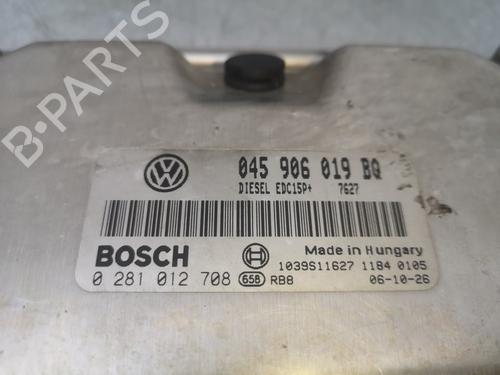 B-PARTS
045 906 019 BQ
DIESEL EDC15P+ 7627
BOSCH
Made in Hungary
1039S11627 1184 0105
0 281 012 708 658 RB8 06-10-26